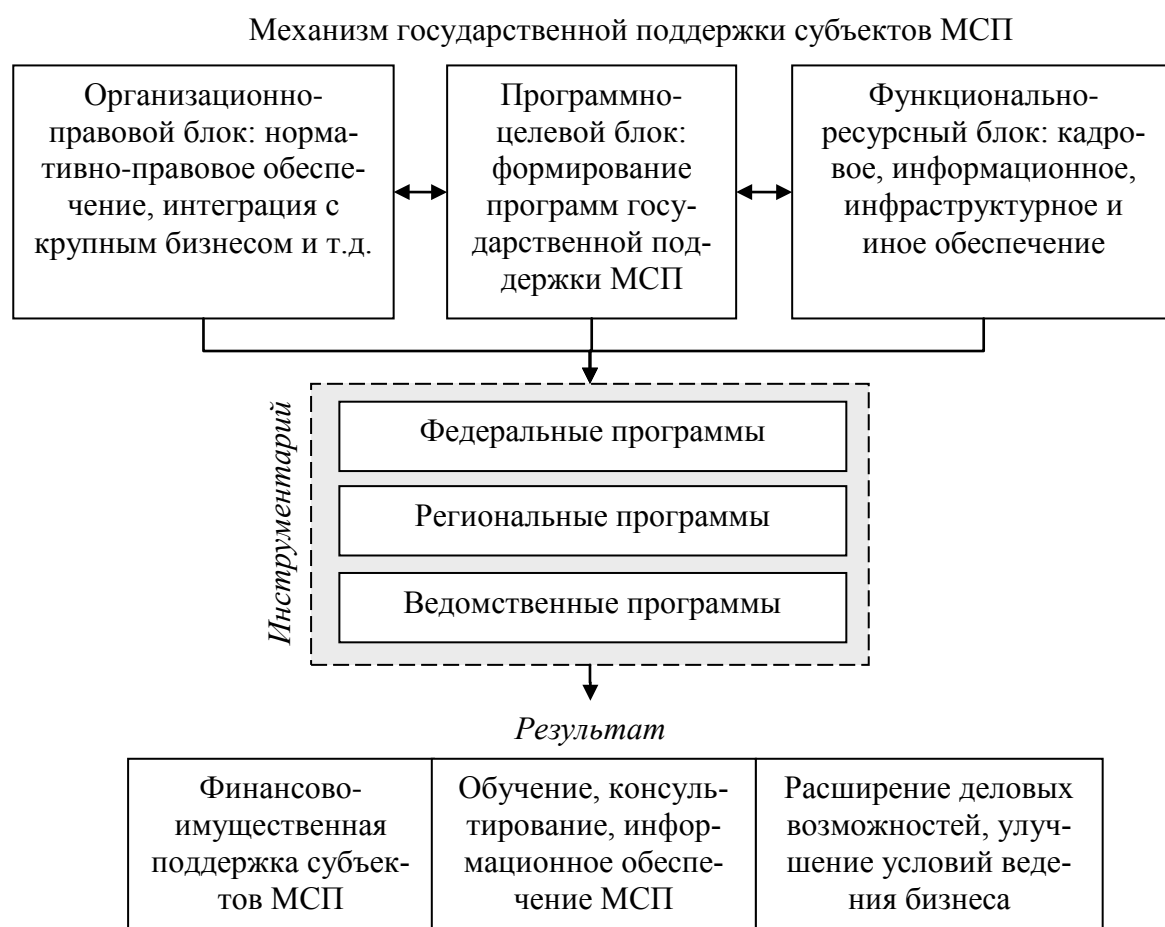 Механизм государственной поддержки субъектов МСП
Организационно-
правовой блок: норма-
тивно-правовое обеспе-
чение, интеграция с
крупным бизнесом и т.д.
Программно-
целевой блок:
формирование
программ госу-
дарственной под-
держки МСП
Функционально-
ресурсный блок: кадро-
вое, информационное,
инфраструктурное и
иное обеспечение
Инструментарий
Федеральные программы
Региональные программы
Ведомственные программы
Результат
Финансово-
имущественная
поддержка субъек-
тов МСП
Обучение, консуль-
тирование, инфор-
мационное обеспе-
чение МСП
Расширение деловых
возможностей, улуч-
шение условий веде-
ния бизнеса